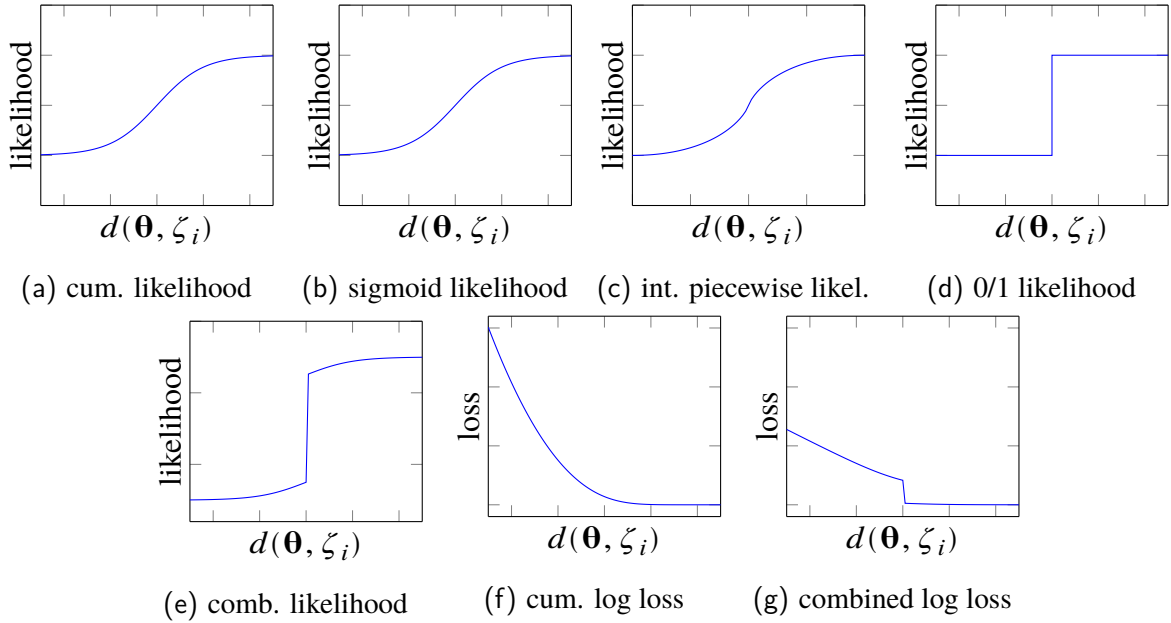 likelihood
d(θ, ζi)
(a) cum. likelihood
likelihood
d(θ, ζi)
(b) sigmoid likelihood
likelihood
d(θ, ζi)
(c) int. piecewise likel.
likelihood
d(θ, ζi)
(d) 0/1 likelihood
likelihood
d(θ, ζi)
(e) comb. likelihood
loss
d(θ, ζi)
(f) cum. log loss
loss
d(θ, ζi)
(g) combined log loss